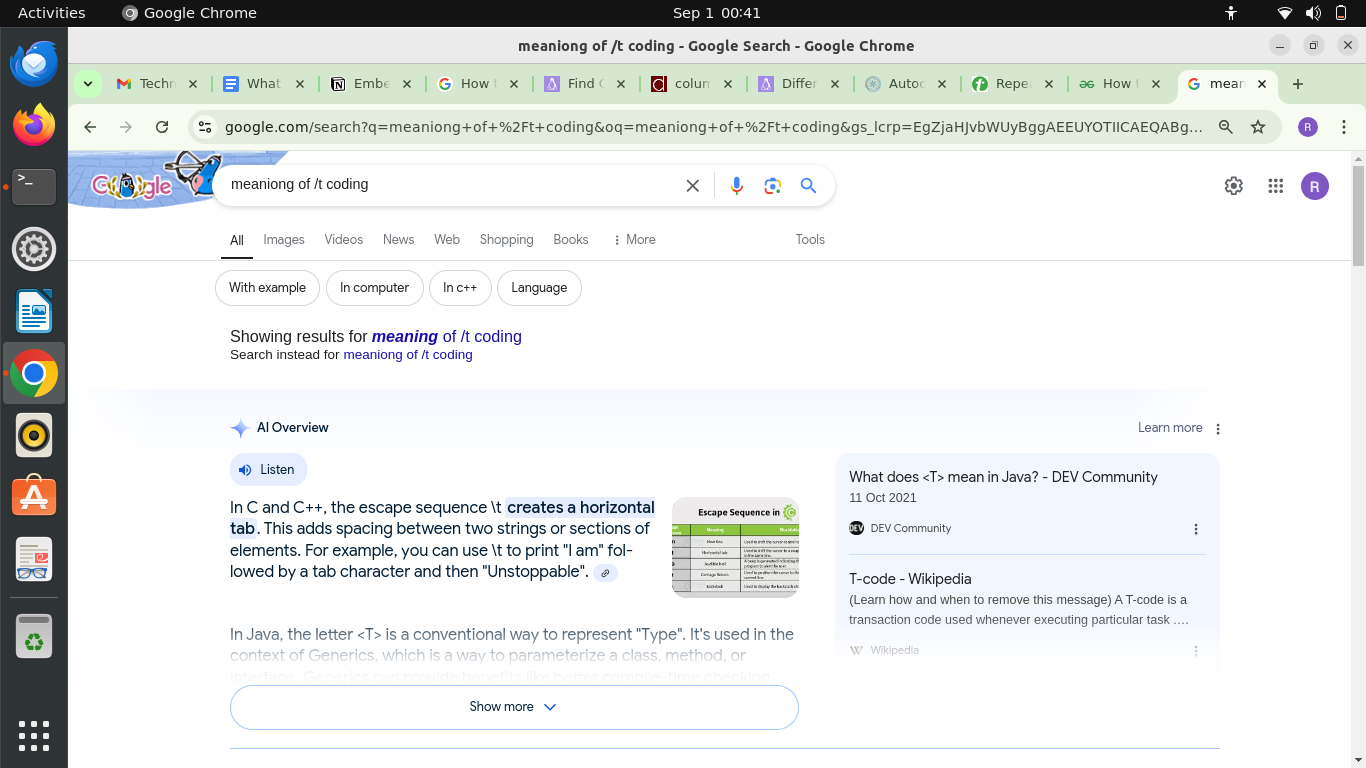 Activities
Google Chrome
Sep 1 00:41
meaniong of /t coding - Google Search - Google Chrome
Techn
What
Embe
How t
Find C
colum
Differ
Autoc
Repea
How t
mean
google.com/search?q=meaniong+of+%2Ft+coding&oq=meaniong+of+%2Ft+coding&gs_lcrp=EgZjaHJvbWUyBggAEEUYOTIICAEQABg...
R
Google
meaniong of /t coding
R
All
Images
Videos
News
Web
Shopping
Books
More
Tools
With example
In computer
In c++
Language
Showing results for meaning of /t coding
Search instead for meaniong of /t coding
AI Overview
Learn more
Listen
In C and C++, the escape sequence \t creates a horizontal
tab. This adds spacing between two strings or sections of
elements. For example, you can use \t to print "I am" fol-
lowed by a tab character and then "Unstoppable".
Escape Sequence in C
Meaning
New line
Horizontal tab
Audible bell
Carriage Return
Backslash
What does <T> mean in Java? - DEV Community
11 Oct 2021
DEV
DEV Community
T-code - Wikipedia
(Learn how and when to remove this message) A T-code is a
transaction code used whenever executing particular task ....
W
Wikipedia
In Java, the letter <T> is a conventional way to represent "Type". It's used in the
context of Generics, which is a way to parameterize a class, method, or
interface. Generics can provide benefits like better compile-time checking
Show more